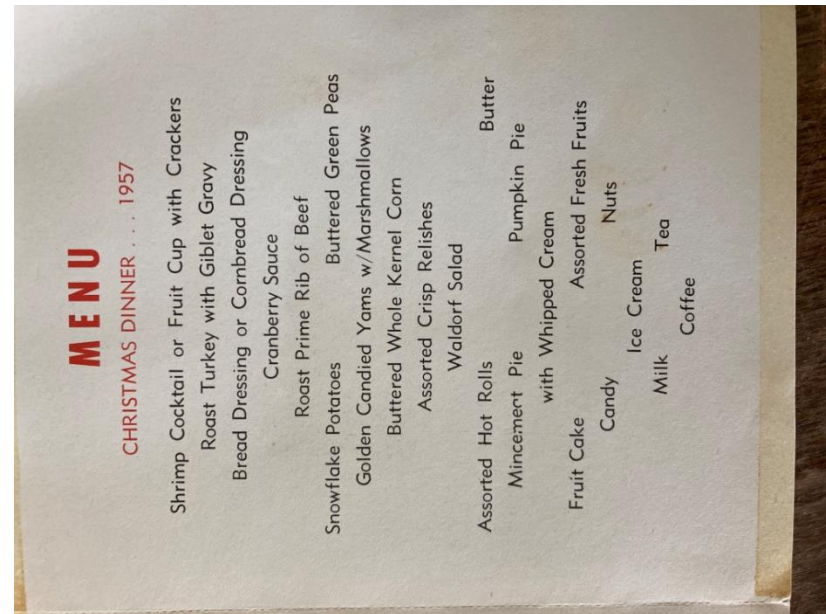 MENU
CHRISTMAS DINNER . . . 1957
Shrimp Cocktail or Fruit Cup with Crackers
Roast Turkey with Giblet Gravy
Bread Dressing or Cornbread Dressing
Cranberry Sauce
Roast Prime Rib of Beef
Snowflake Potatoes Buttered Green Peas
Golden Candied Yams w/Marshmallows
Buttered Whole Kernel Corn
Assorted Crisp Relishes
Waldorf Salad
Assorted Hot Rolls Butter
Mincement Pie Pumpkin Pie
with Whipped Cream
Fruit Cake Assorted Fresh Fruits
Candy Nuts
Ice Cream
Milk Tea
Coffee